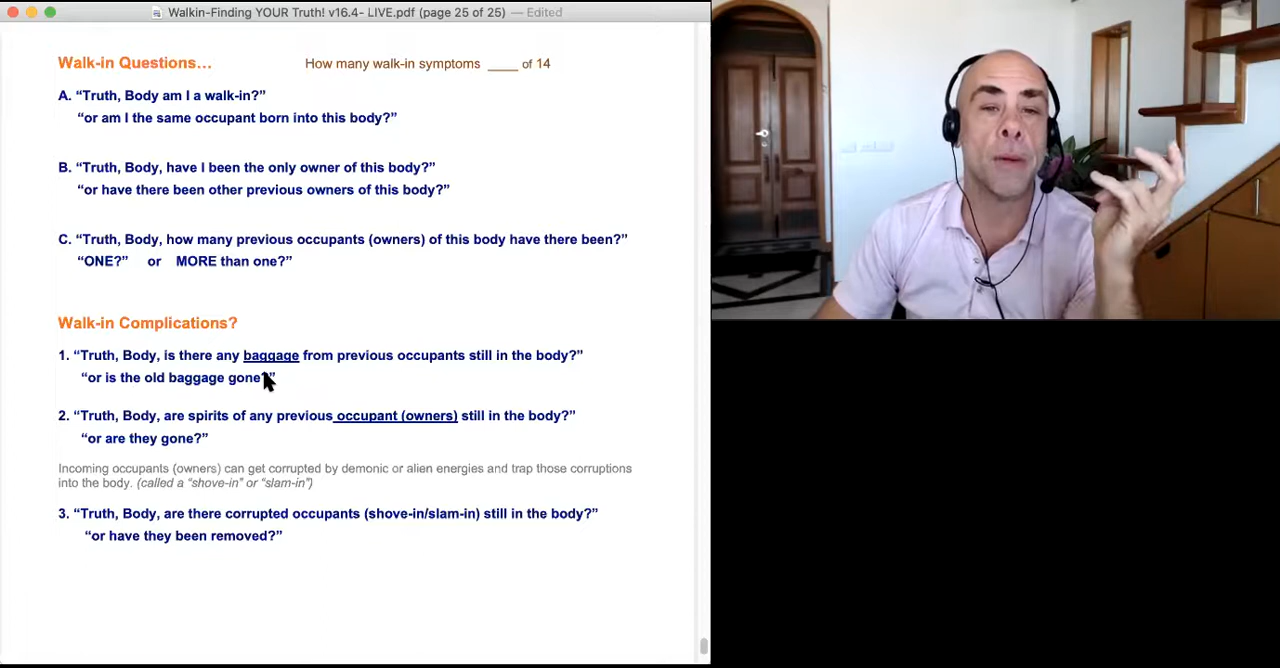 Walkin-Finding YOUR Truth! v16.4- LIVE.pdf (page 25 of 25) — Edited
Walk-in Questions… How many walk-in symptoms ____ of 14
A. “Truth, Body am I a walk-in?”
“or am I the same occupant born into this body?”
B. “Truth, Body, have I been the only owner of this body?”
“or have there been other previous owners of this body?”
C. “Truth, Body, how many previous occupants (owners) of this body have there been?”
“ONE?” or MORE than one?”
Walk-in Complications?
1. “Truth, Body, is there any baggage from previous occupants still in the body?”
“or is the old baggage gone?”
2. “Truth, Body, are spirits of any previous occupant (owners) still in the body?”
“or are they gone?”
Incoming occupants (owners) can get corrupted by demonic or alien energies and trap those corruptions
into the body. (called a “shove-in” or “slam-in”)
3. “Truth, Body, are there corrupted occupants (shove-in/slam-in) still in the body?”
“or have they been removed?”